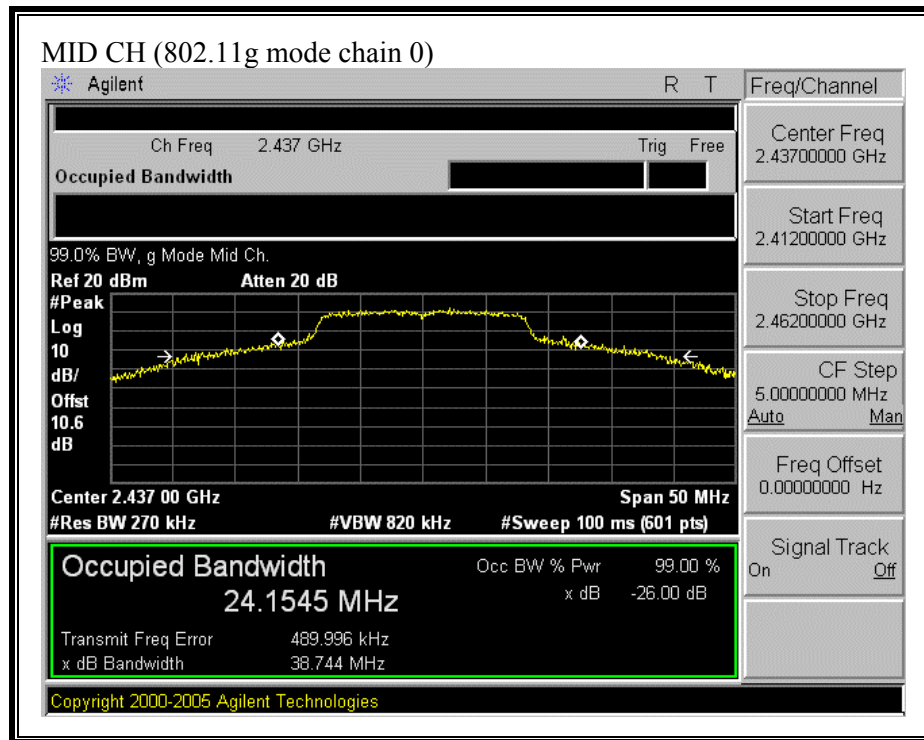 MID CH (802.11g mode chain 0)
Agilent R T
Freq/Channel
Ch Freq 2.437 GHz Trig Free
Occupied Bandwidth
Center Freq
2.43700000 GHz
Start Freq
2.41200000 GHz
99.0% BW, g Mode Mid Ch.
Ref 20 dBm Atten 20 dB
#Peak
Log
10
dB/
Offst
10.6
dB
Stop Freq
2.46200000 GHz
CF Step
5.00000000 MHz
Auto Man
Freq Offset
0.00000000 Hz
Center 2.437 00 GHz Span 50 MHz
#Res BW 270 kHz #VBW 820 kHz #Sweep 100 ms (601 pts)
Signal Track
On Off
Occupied Bandwidth Occ BW % Pwr 99.00 %
24.1545 MHz x dB -26.00 dB
Transmit Freq Error 489.996 kHz
x dB Bandwidth 38.744 MHz
Copyright 2000-2005 Agilent Technologies